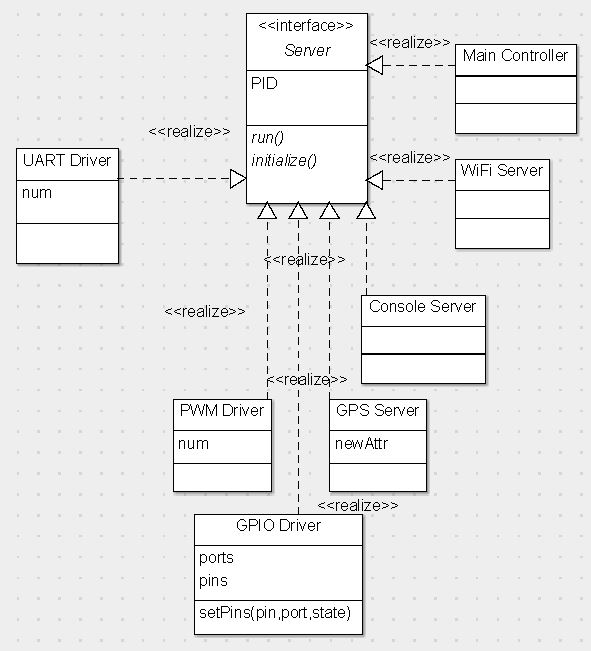 <<interface>>
Server
PID
run()
initialize()
<<realize>>
Main Controller
<<realize>>
UART Driver
num
<<realize>>
WiFi Server
<<realize>>
<<realize>>
Console Server
<<realize>>
PWM Driver
num
GPS Server
newAttr
<<realize>>
GPIO Driver
ports
pins
setPins(pin,port,state)